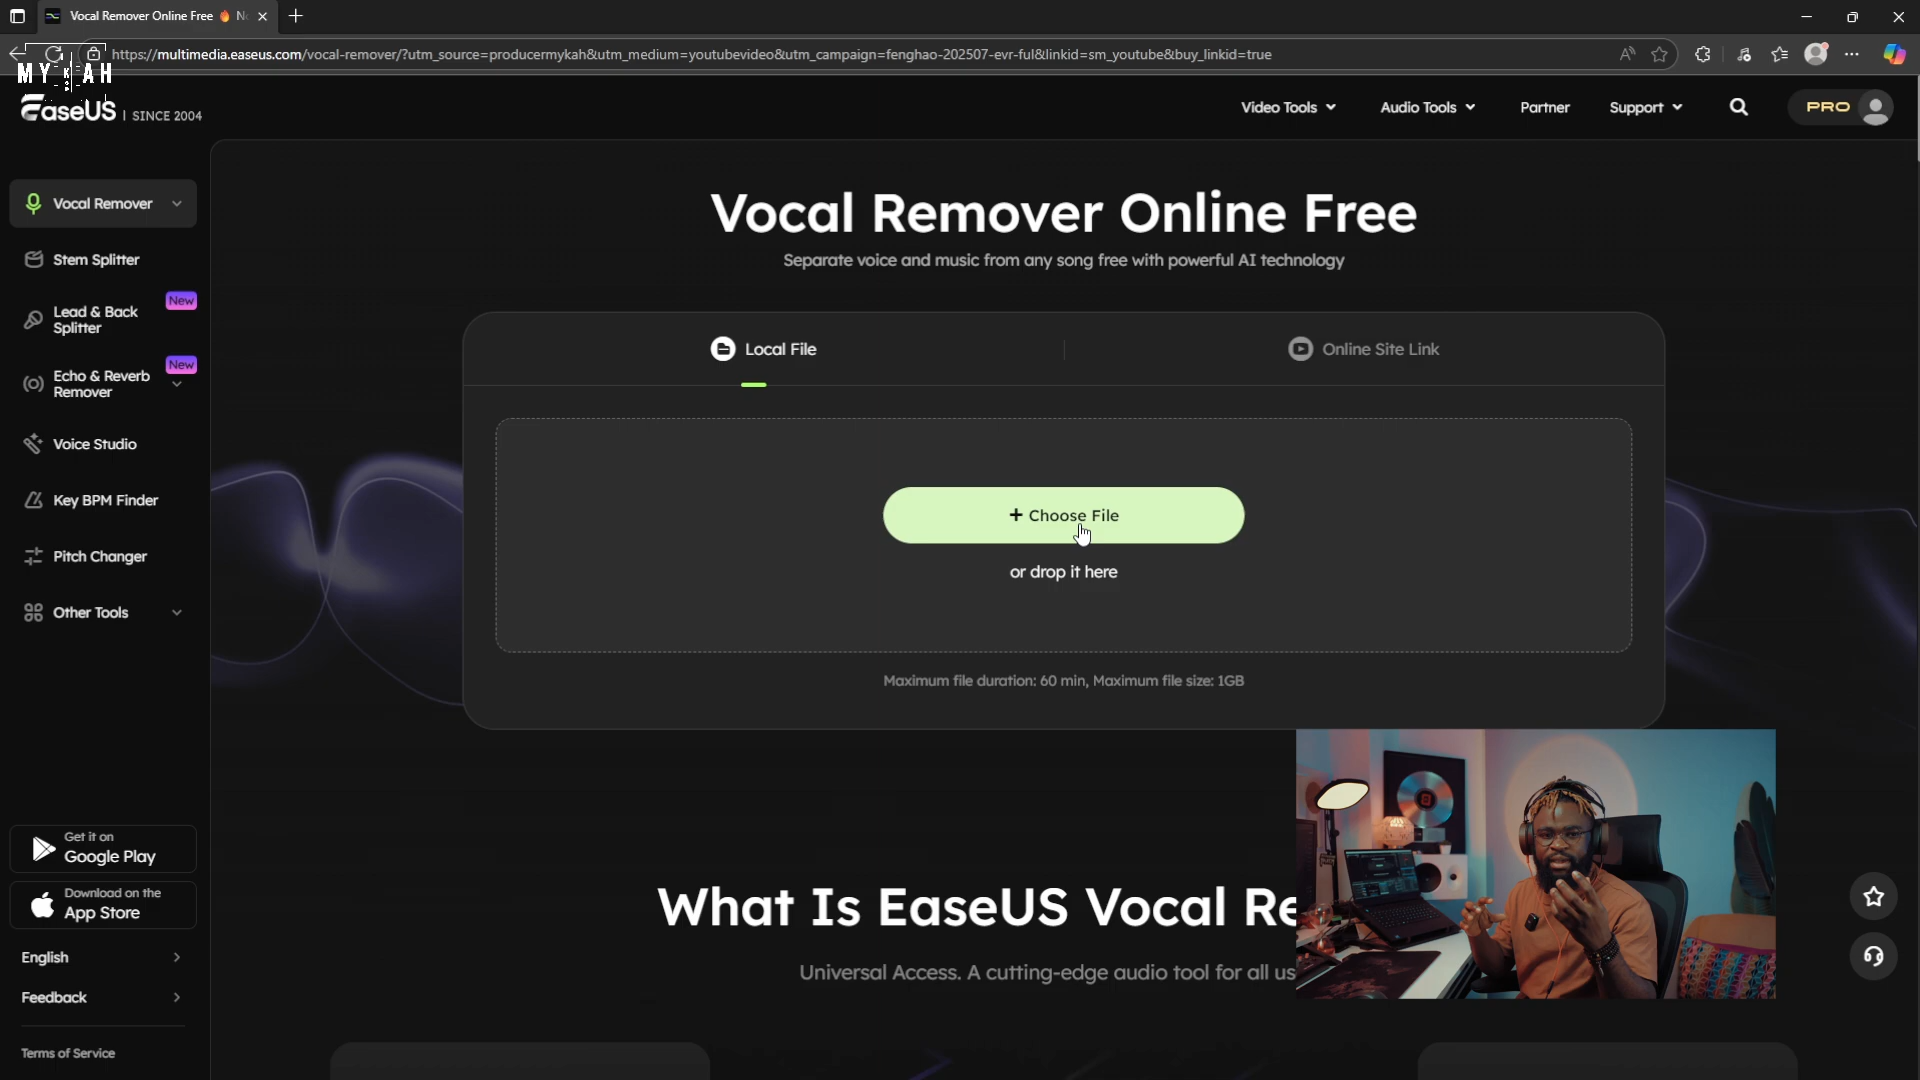 Vocal Remover Online Free 🔥 N
https://multimedia.easeus.com/vocal-remover/?utm_source=producermykah&utm_medium=youtubevideo&utm_campaign=fenghao-202507-evr-ful&linkid=sm_youtube&buy_linkid=true
MYKAH
EaseUS | SINCE 2004
Video Tools
Audio Tools
Partner
Support
PRO
Vocal Remover
Stem Splitter
New
Lead & Back
Splitter
New
Echo & Reverb
Remover
Voice Studio
Key BPM Finder
Pitch Changer
Other Tools
Get it on
Google Play
Download on the
App Store
English
Feedback
Terms of Service
Vocal Remover Online Free
Separate voice and music from any song free with powerful AI technology
Local File
Online Site Link
+ Choose File
or drop it here
Maximum file duration: 60 min, Maximum file size: 1GB
What Is EaseUS Vocal Re
Universal Access. A cutting-edge audio tool for all us